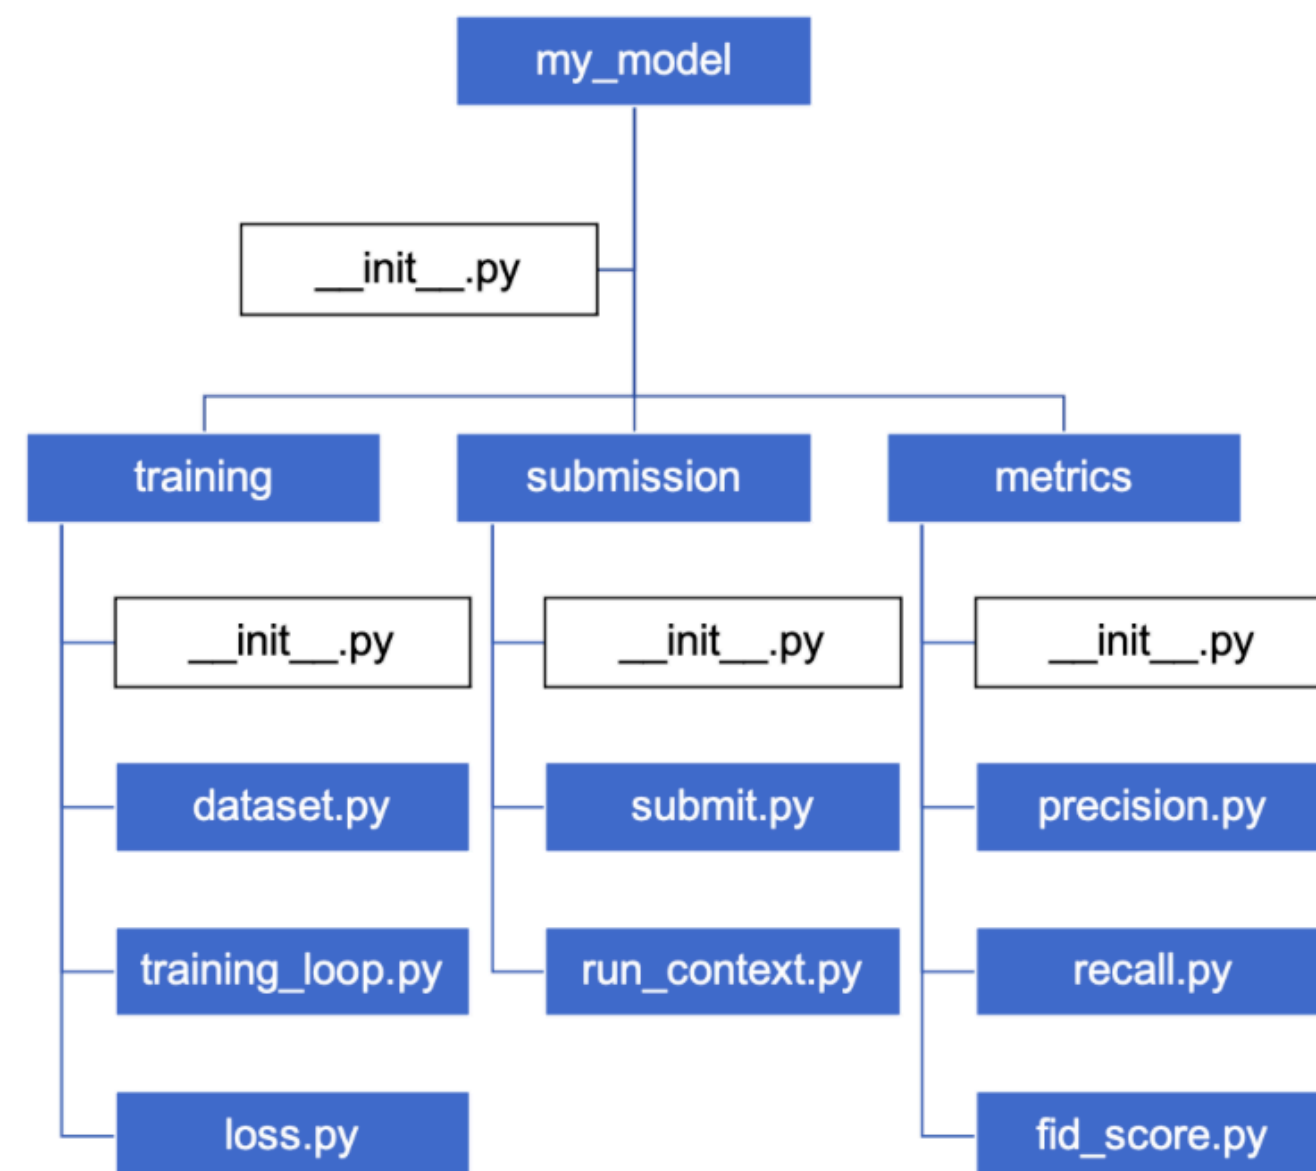 my_model
__init__.py
training
submission
metrics
__init__.py
__init__.py
__init__.py
dataset.py
submit.py
precision.py
training_loop.py
run_context.py
recall.py
loss.py
fid_score.py